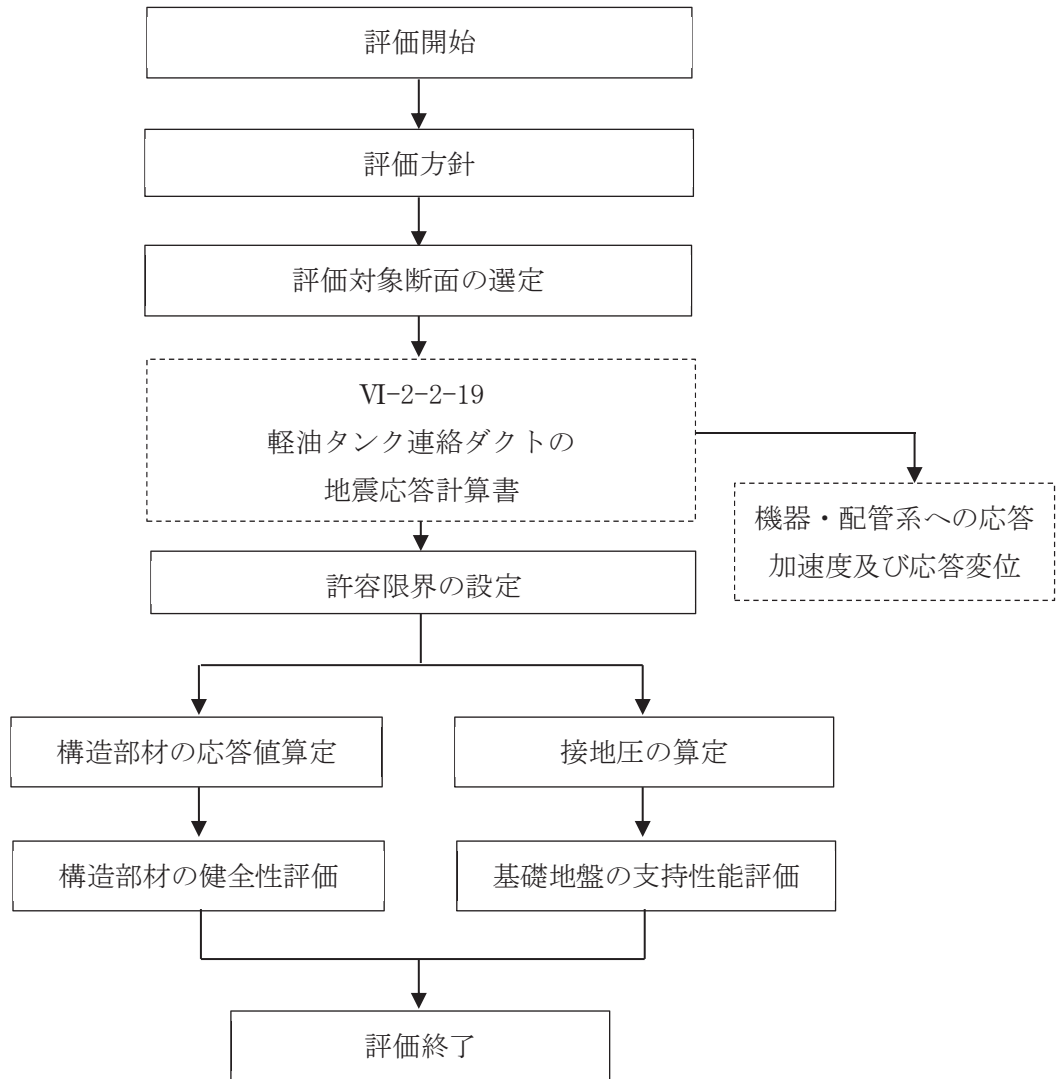 評価開始
評価方針
評価対象断面の選定
Ⅵ-2-2-19
軽油タンク連絡ダクトの
地震応答計算書
機器・配管系への応答
加速度及び応答変位
許容限界の設定
構造部材の応答値算定
接地圧の算定
構造部材の健全性評価
基礎地盤の支持性能評価
評価終了